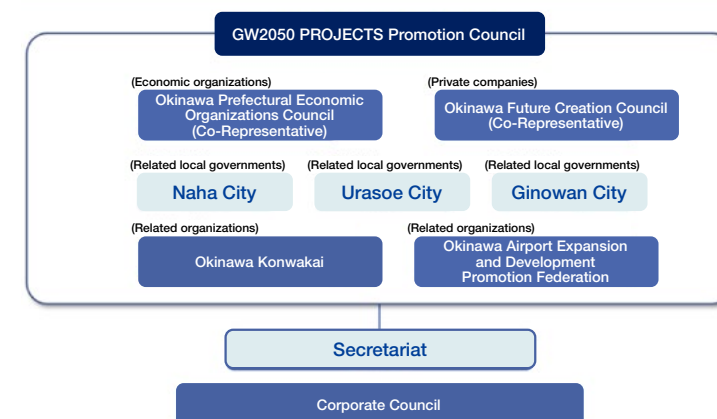 GW2050 PROJECTS Promotion Council
(Economic organizations)
Okinawa Prefectural Economic
Organizations Council
(Co-Representative)
(Private companies)
Okinawa Future Creation Council
(Co-Representative)
(Related local governments)
Naha City
(Related local governments)
Urasoe City
(Related local governments)
Ginowan City
(Related organizations)
Okinawa Konwakai
(Related organizations)
Okinawa Airport Expansion
and Development
Promotion Federation
Secretariat
Corporate Council